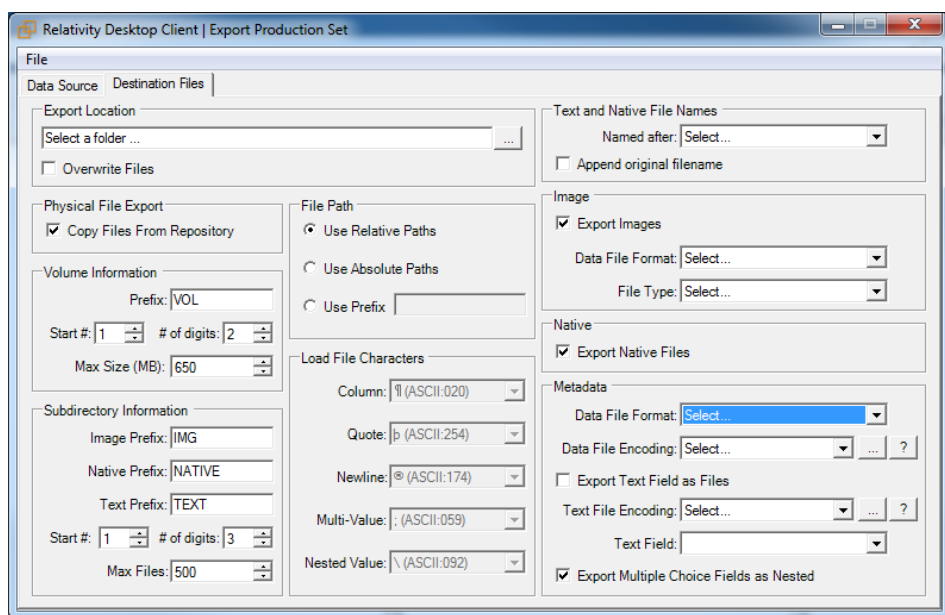 Relativity Desktop Client | Export Production Set
File
Data Source
Destination Files
Export Location
Select a folder ...
...
Overwrite Files
Physical File Export
Copy Files From Repository
Volume Information
Prefix: VOL
Start #: 1 # of digits: 2
Max Size (MB): 650
Subdirectory Information
Image Prefix: IMG
Native Prefix: NATIVE
Text Prefix: TEXT
Start #: 1 # of digits: 3
Max Files: 500
File Path
Use Relative Paths
Use Absolute Paths
Use Prefix
Load File Characters
Column: ¶ (ASCII:020)
Quote: þ (ASCII:254)
Newline: ® (ASCII:174)
Multi-Value: ; (ASCII:059)
Nested Value: \ (ASCII:092)
Text and Native File Names
Named after: Select...
Append original filename
Image
Export Images
Data File Format: Select...
File Type: Select...
Native
Export Native Files
Metadata
Data File Format: Select...
Data File Encoding: Select... ... ?
Export Text Field as Files
Text File Encoding: Select... ... ?
Text Field:
Export Multiple Choice Fields as Nested